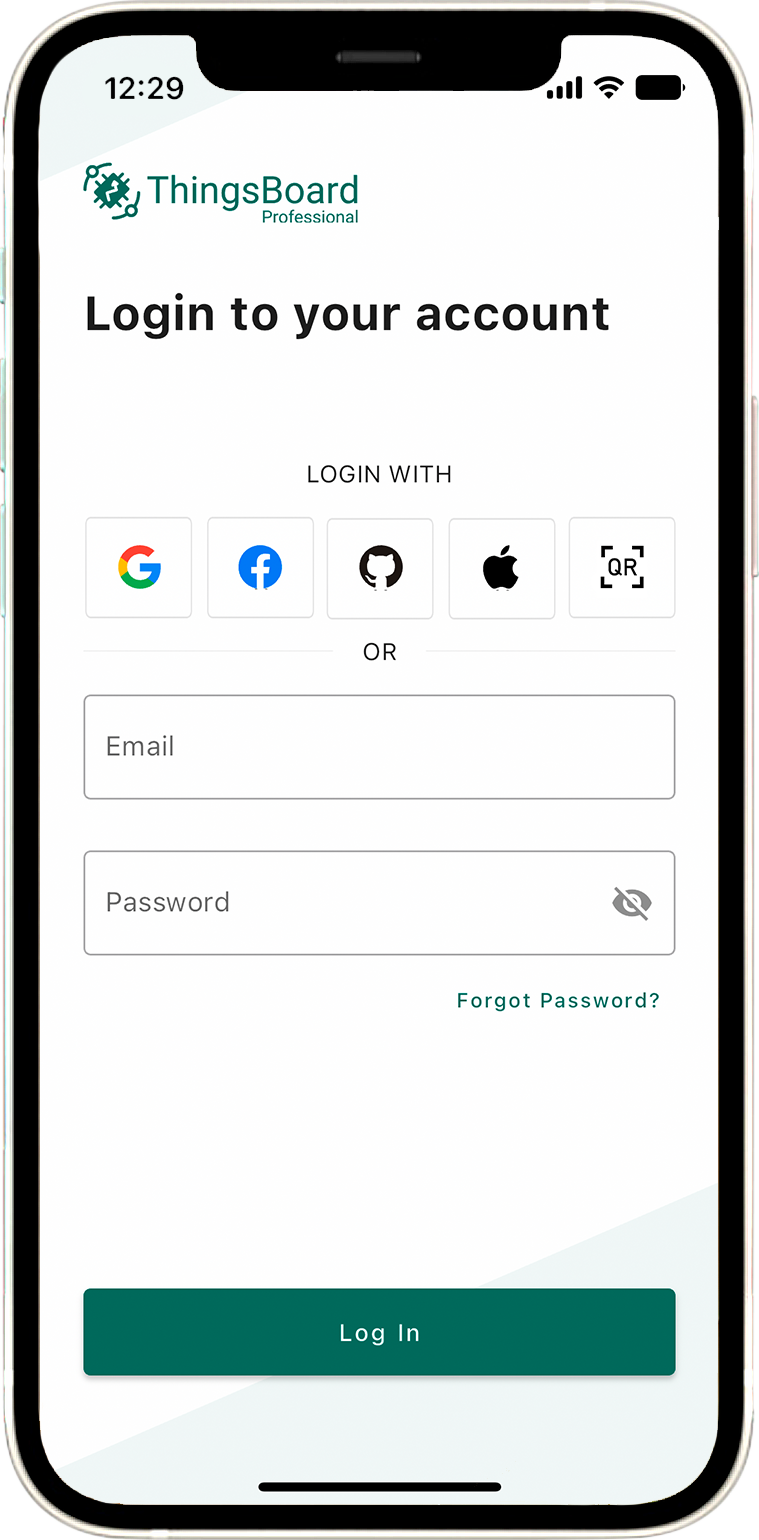 12:29
ThingsBoard
Professional
Login to your account
LOGIN WITH
QR
OR
Email
Password
Forgot Password?
Log In